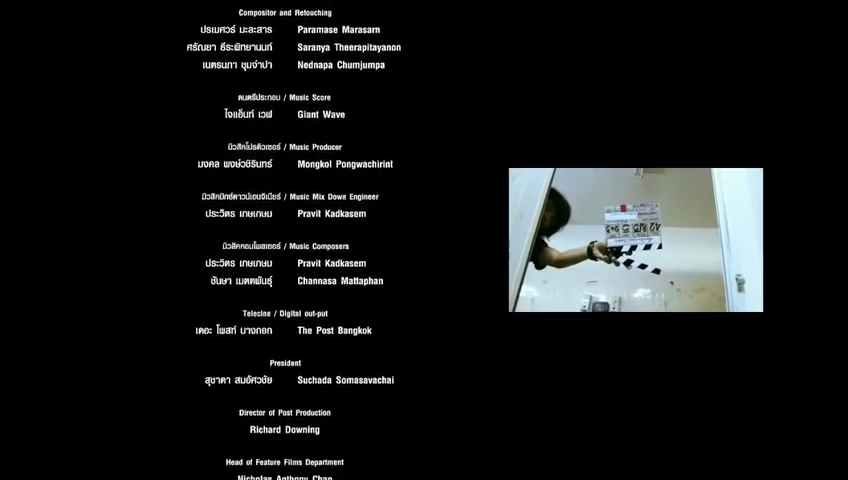 Compositor and Retouching
ปรเมศวร์ มะละสาร Paramase Marasarn
ศรัณยา ธีระพิทยานนท์ Saranya Theerapitayanon
เนตรนภา ชุมจำปา Nednapa Chumjumpa
ดนตรีประกอบ / Music Score
ไจแอ็นท์ เวฟ Giant Wave
มิวสิคโปรดิวเซอร์ / Music Producer
มงคล พงษ์วชิรินทร์ Mongkol Pongwachirint
มิวสิคมิกซ์ดาวน์เอนจิเนียร์ / Music Mix Down Engineer
ประวิตร เกษเกษม Pravit Kadkasem
มิวสิคคอมโพสเซอร์ / Music Composers
ประวิตร เกษเกษม Pravit Kadkasem
ชันษา เมตตพันธุ์ Channasa Mattaphan
Telecine / Digital out-put
เดอะ โพสท์ บางกอก The Post Bangkok
President
สุชาดา สมอัศวชัย Suchada Somasavachai
Director of Post Production
Richard Downing
Head of Feature Films Department
Nicholas Anthony Chan